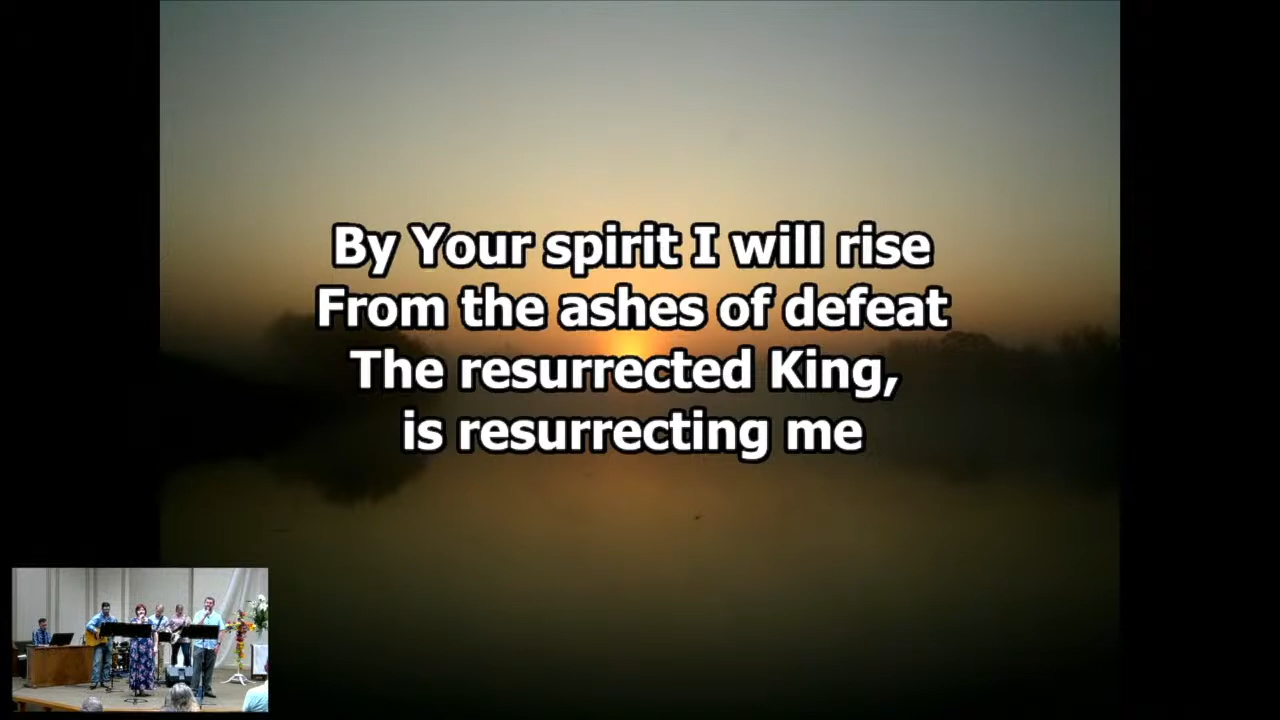 By Your spirit I will rise
From the ashes of defeat
The resurrected King,
is resurrecting me